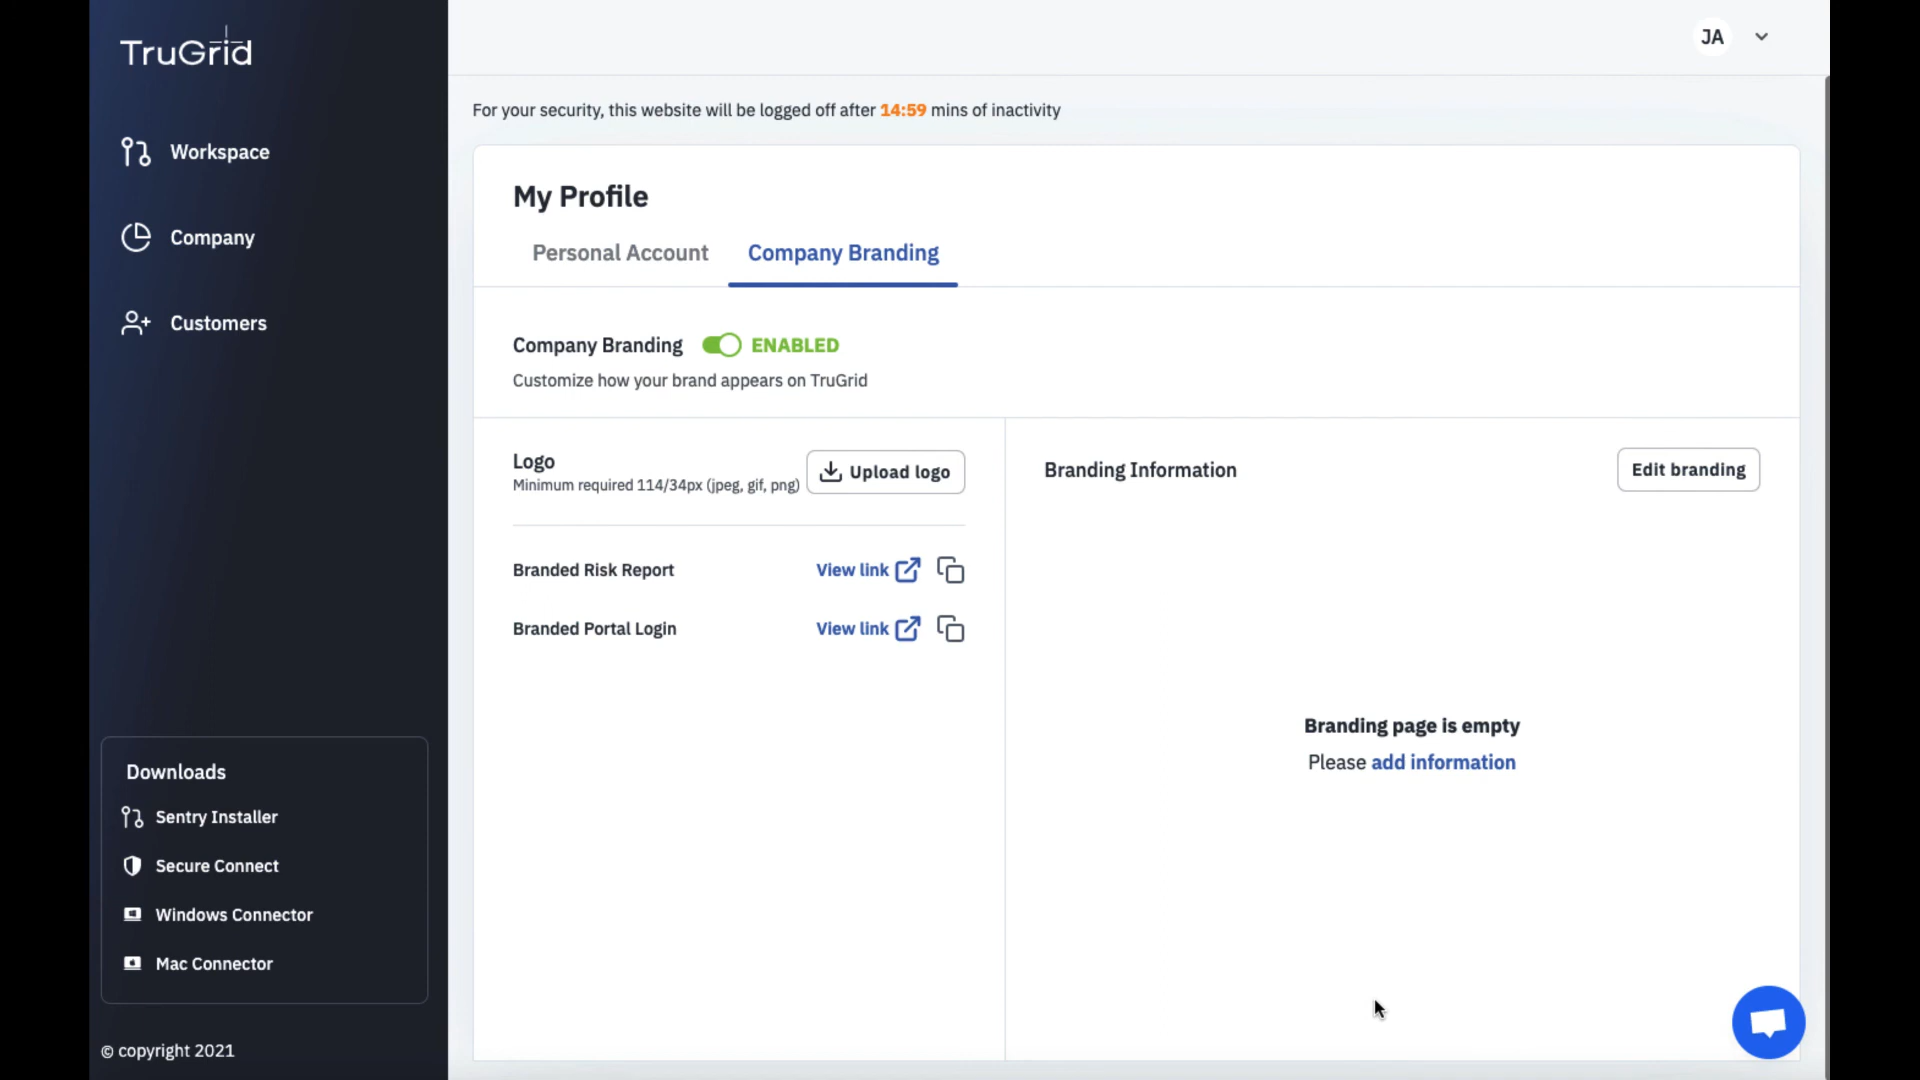 TruGrid
JA
Workspace
Company
Customers
For your security, this website will be logged off after 14:59 mins of inactivity
My Profile
Personal Account
Company Branding
Company Branding ENABLED
Customize how your brand appears on TruGrid
Logo
Minimum required 114/34px (jpeg, gif, png)
Upload logo
Branded Risk Report View link
Branded Portal Login View link
Branding Information
Edit branding
Branding page is empty
Please add information
Downloads
Sentry Installer
Secure Connect
Windows Connector
Mac Connector
© copyright 2021